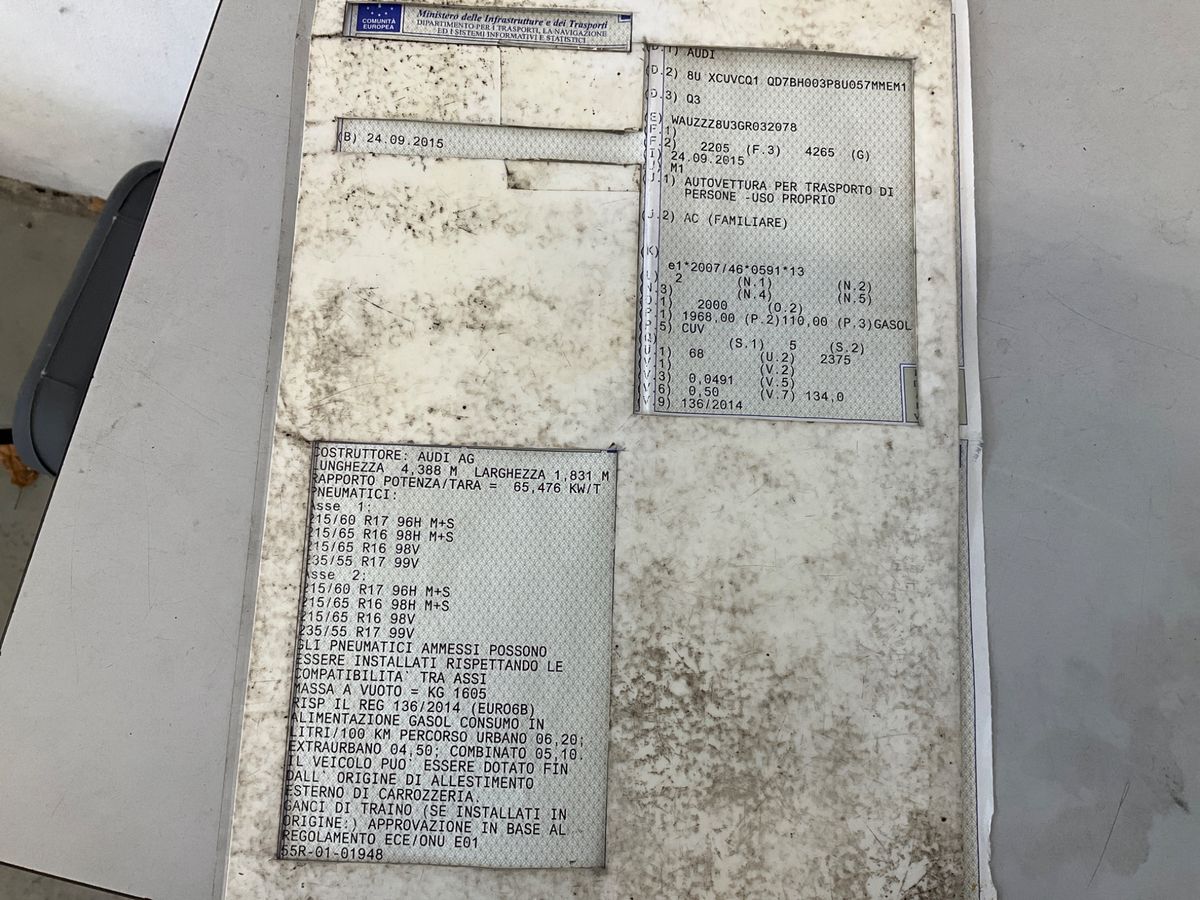 COMUNITÀ
EUROPEA
Ministero delle Infrastrutture e dei Trasporti
DIPARTIMENTO PER I TRASPORTI, LA NAVIGAZIONE
ED I SISTEMI INFORMATIVI E STATISTICI
(B) 24.09.2015
D.1) AUDI
(D.2) 8U XCUVCQ1 QD7BH003P8U057MMEM1
(D.3) Q3
(E) WAUZZZ8U3GR032078
F.1)
F.2) 2205 (F.3) 4265 (G)
(I) 24.09.2015
(J) M1
(J.1) AUTOVETTURA PER TRASPORTO DI
PERSONE -USO PROPRIO
(J.2) AC (FAMILIARE)
(K)
e1*2007/46*0591*13
(L) 2 (N.1) (N.2)
N.3) (N.4) (N.5)
O.1) 2000 (O.2)
P.1) 1968,00 (P.2)110,00 (P.3)GASOL
P.5) CUV
Q) (S.1) 5 (S.2)
U.1) 68 (U.2) 2375
V.1) (V.2)
V.3) 0,0491 (V.5)
V.6) 0,50 (V.7) 134,0
V.9) 136/2014
COSTRUTTORE: AUDI AG
LUNGHEZZA 4,388 M LARGHEZZA 1,831 M
RAPPORTO POTENZA/TARA = 65,476 KW/T
PNEUMATICI:
Asse 1:
215/60 R17 96H M+S
215/65 R16 98H M+S
215/65 R16 98V
235/55 R17 99V
Asse 2:
215/60 R17 96H M+S
215/65 R16 98H M+S
215/65 R16 98V
235/55 R17 99V
GLI PNEUMATICI AMMESSI POSSONO
ESSERE INSTALLATI RISPETTANDO LE
COMPATIBILITA` TRA ASSI
MASSA A VUOTO = KG 1605
RISP IL REG 136/2014 (EURO6B)
ALIMENTAZIONE GASOL CONSUMO IN
LITRI/100 KM PERCORSO URBANO 06,20;
EXTRAURBANO 04,50; COMBINATO 05,10.
IL VEICOLO PUO` ESSERE DOTATO FIN
DALL` ORIGINE DI ALLESTIMENTO
ESTERNO DI CARROZZERIA.
GANCI DI TRAINO (SE INSTALLATI IN
ORIGINE:) APPROVAZIONE IN BASE AL
REGOLAMENTO ECE/ONU E01
55R-01-01948